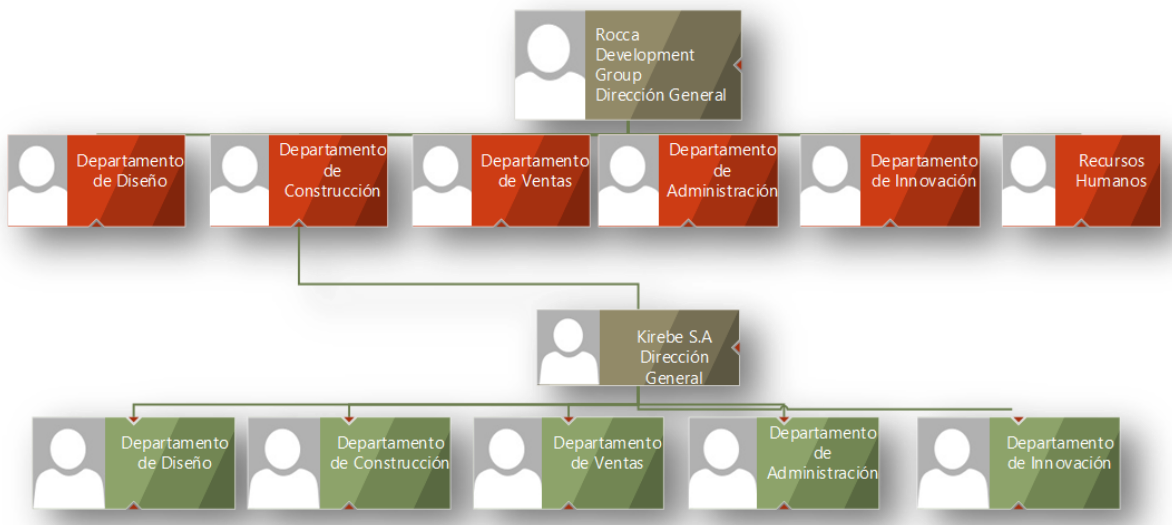 Rocca
Development
Group
Dirección General
Departamento
de Diseño
Departamento
de
Construcción
Departamento
de Ventas
Departamento
de
Administración
Departamento
de Innovación
Recursos
Humanos
Kirebe S.A
Dirección
General
Departamento
de Diseño
Departamento
de Construcción
Departamento
de Ventas
Departamento
de
Administración
Departamento
de Innovación